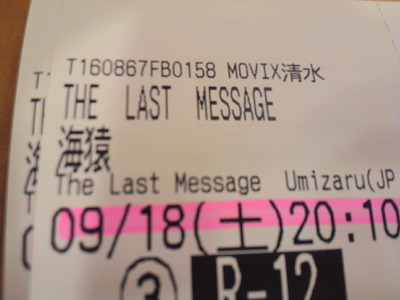 T160867FB0158 MOVIX清水
THE LAST MESSAGE
海猿
The Last Message Umizaru(JP
09/18(土)20:10
③ R-12